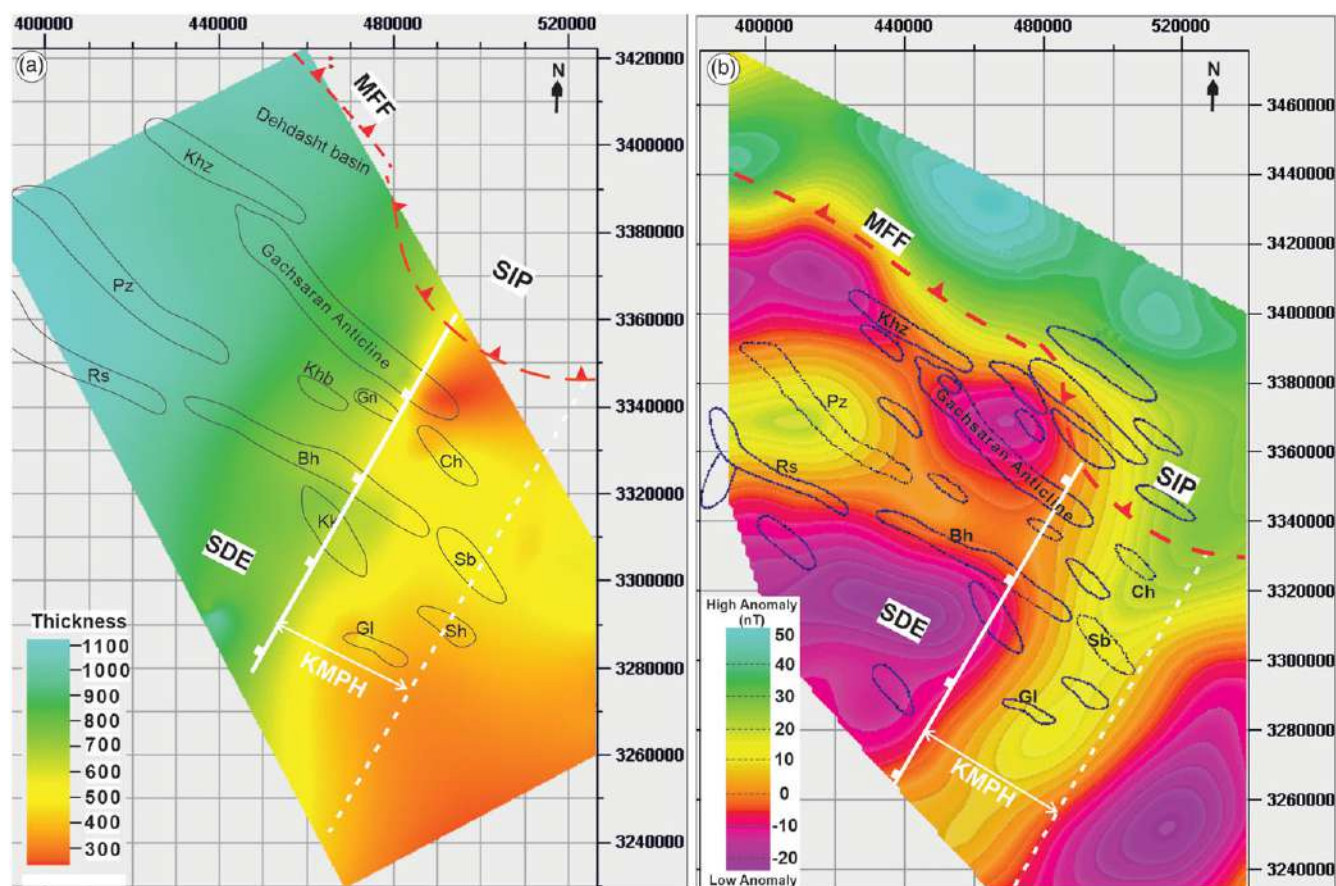 400000 440000 480000 520000
(a)
N
MFF
Dehdasht basin
Khz
SIP
Pz
Gachsaran Anticline
Rs
Khb
Gn
Bh
Ch
Kk
SDE
Sb
Gl
Sh
KMPH
Thickness
1100
1000
900
800
700
600
500
400
300
3420000
3400000
3380000
3360000
3340000
3320000
3300000
3280000
3260000
3240000
400000 440000 480000 520000
(b)
N
MFF
Khz
Pz
Gachsaran Anticline
Rs
SIP
Bh
Ch
SDE
Sb
Gl
KMPH
High Anomaly
(nT)
50
40
30
20
10
0
-10
-20
Low Anomaly
3460000
3440000
3420000
3400000
3380000
3360000
3340000
3320000
3300000
3280000
3260000
3240000